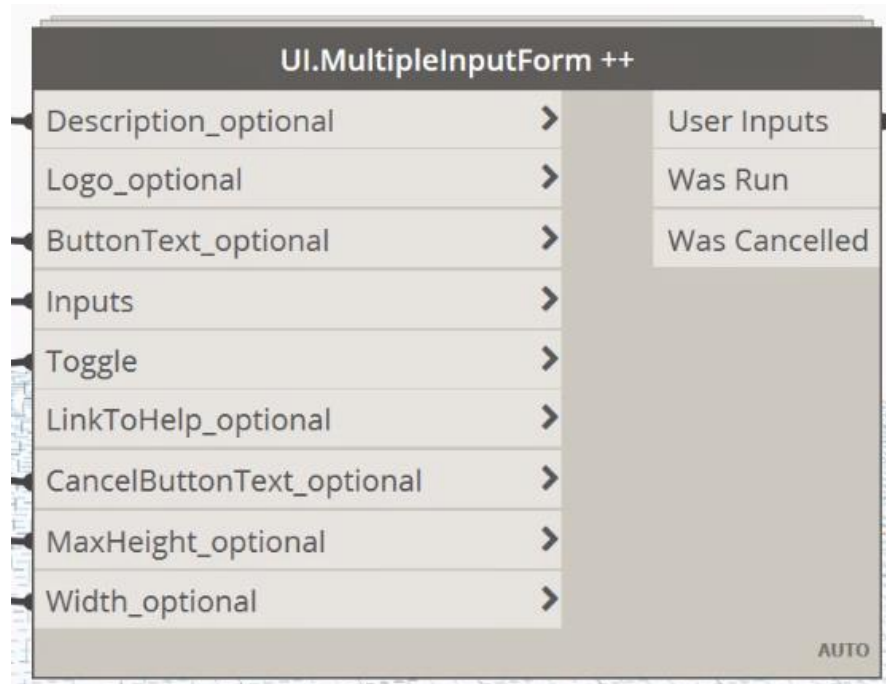 UI.MultipleInputForm ++
Description_optional
User Inputs
Logo_optional
Was Run
ButtonText_optional
Was Cancelled
Inputs
Toggle
LinkToHelp_optional
CancelButtonText_optional
MaxHeight_optional
Width_optional
AUTO